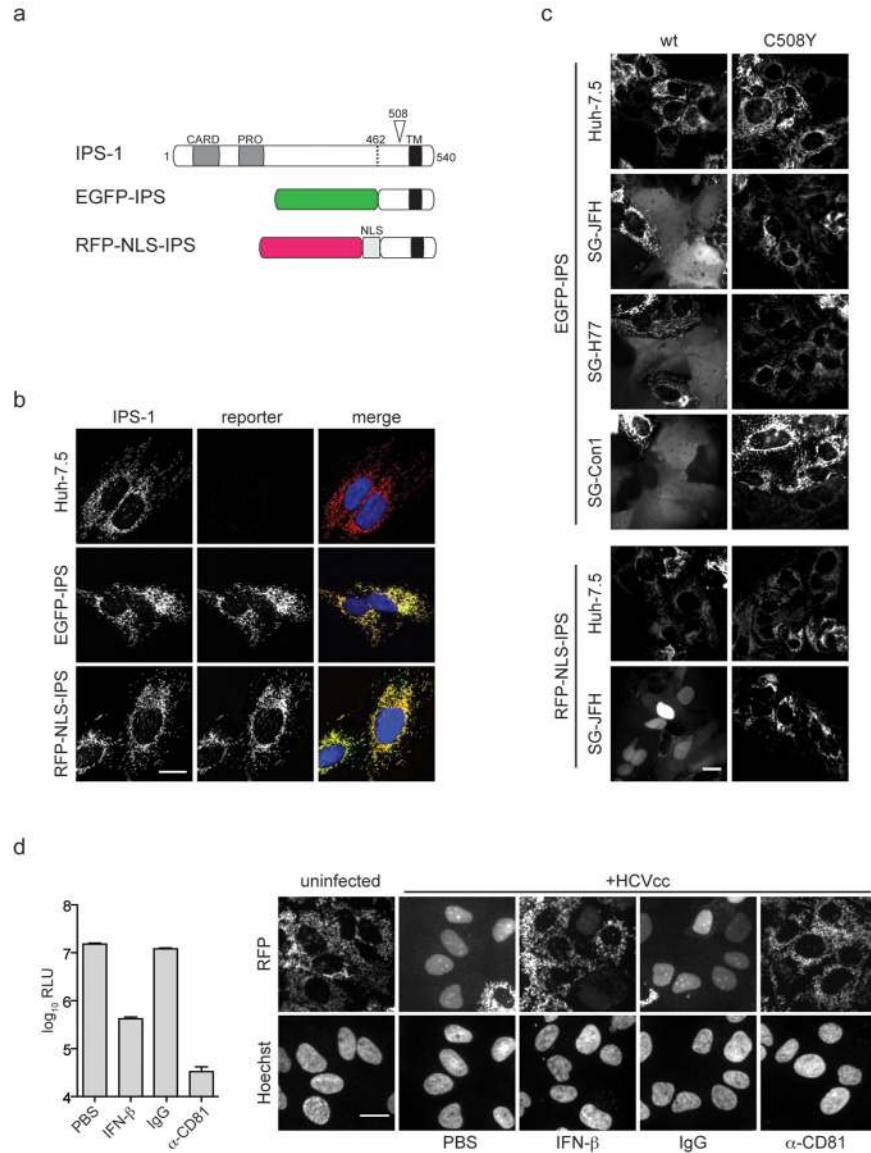 a
508
CARD PRO 462 TM
IPS-1 1 540
EGFP-IPS
NLS
RFP-NLS-IPS
b
IPS-1 reporter merge
Huh-7.5
EGFP-IPS
RFP-NLS-IPS
c
wt C508Y
EGFP-IPS
Huh-7.5
SG-JFH
SG-H77
SG-Con1
RFP-NLS-IPS
Huh-7.5
SG-JFH
d
log10 RLU
8
7
6
5
4
PBS IFN-β IgG α-CD81
uninfected +HCVcc
RFP
Hoechst
PBS IFN-β IgG α-CD81